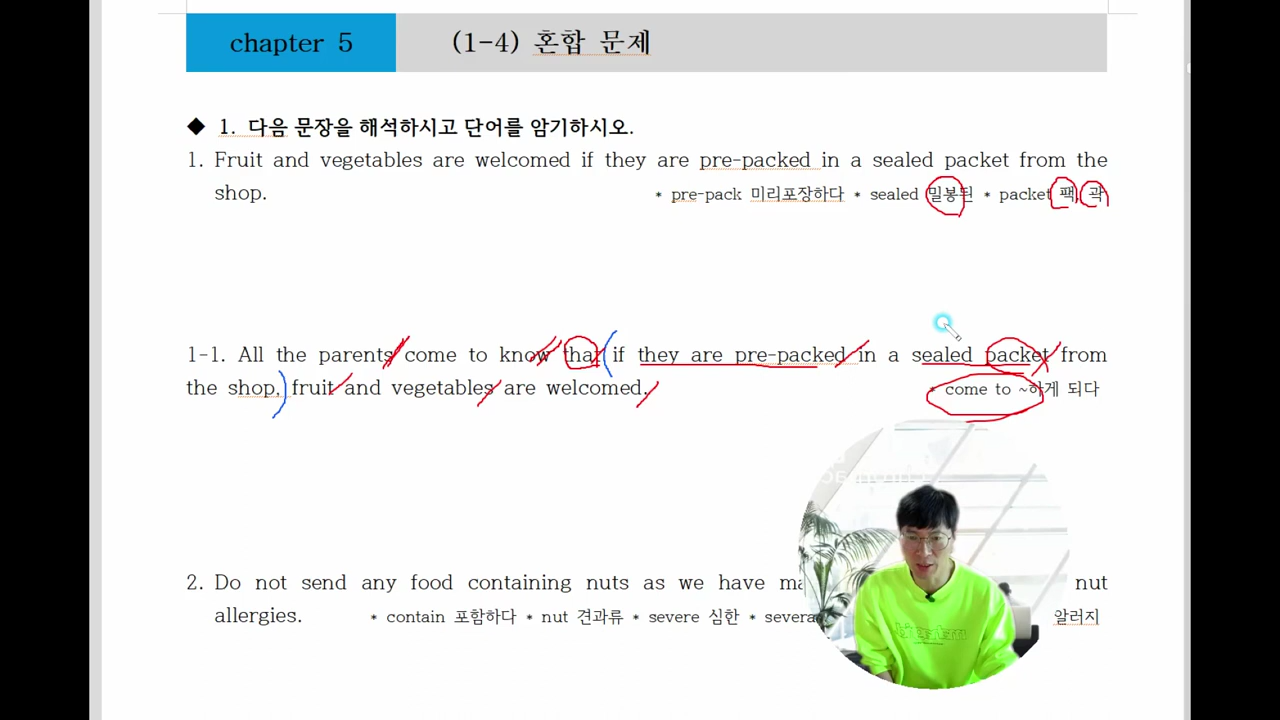 chapter 5 (1-4) 혼합 문제
◆ 1. 다음 문장을 해석하시고 단어를 암기하시오.
1. Fruit and vegetables are welcomed if they are pre-packed in a sealed packet from the
shop. * pre-pack 미리포장하다 * sealed 밀봉된 * packet 팩, 곽
1-1. All the parents come to know that if they are pre-packed in a sealed packet from
the shop, fruit and vegetables are welcomed. * come to ~하게 되다
2. Do not send any food containing nuts as we have nut
allergies. * contain 포함하다 * nut 견과류 * severe 심한 * 알러지